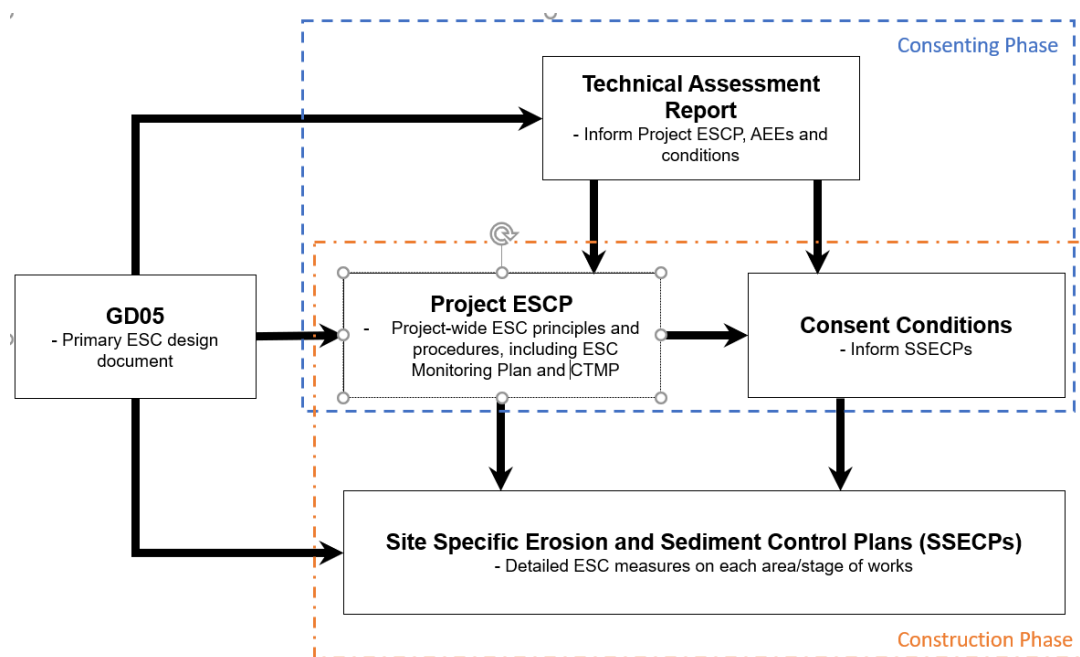 Consenting Phase
Technical Assessment
Report
- Inform Project ESCP, AEEs and
conditions
GD05
- Primary ESC design
document
Project ESCP
- Project-wide ESC principles and
procedures, including ESC
Monitoring Plan and CTMP
Consent Conditions
- Inform SSECPs
Site Specific Erosion and Sediment Control Plans (SSECPs)
- Detailed ESC measures on each area/stage of works
Construction Phase